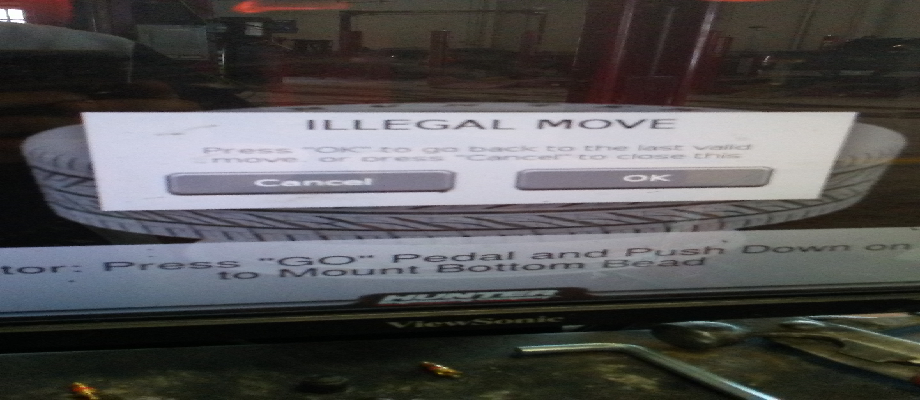 ILLEGAL MOVE
Press "OK" to go back to the last valid
move or press "Cancel" to close this
Cancel
OK
tor: Press "GO" Pedal and Push Down on
to Mount Bottom Bead
HUNTER
ViewSonic